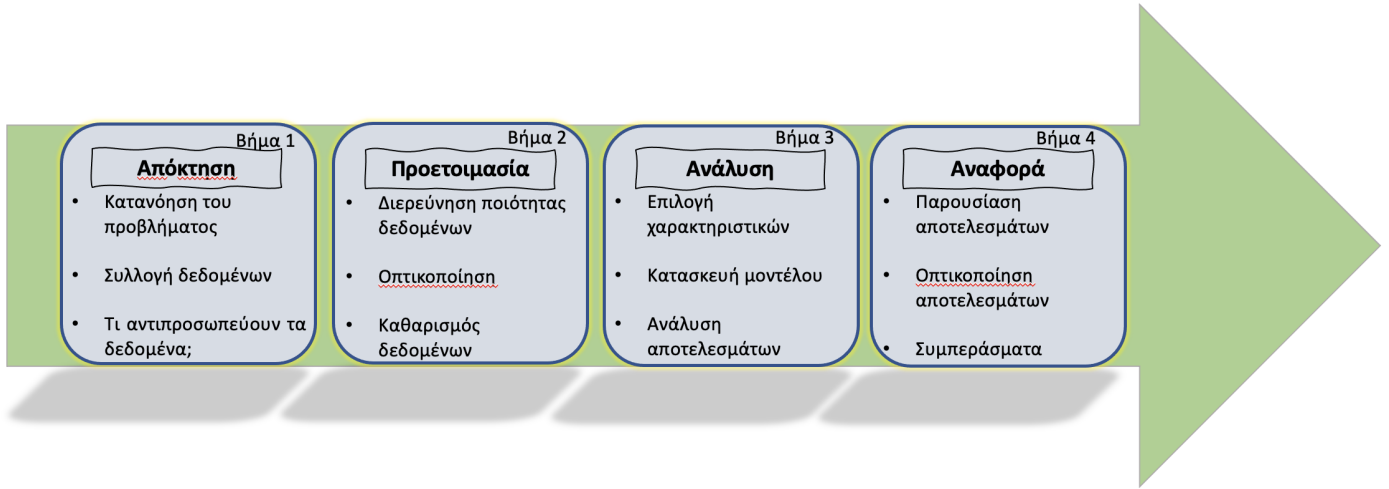 Βήμα 1
Απόκτηση
• Κατανόηση του
προβλήματος
• Συλλογή δεδομένων
• Τι αντιπροσωπεύουν τα
δεδομένα;
Βήμα 2
Προετοιμασία
• Διερεύνηση ποιότητας
δεδομένων
• Οπτικοποίηση
• Καθαρισμός
δεδομένων
Βήμα 3
Ανάλυση
• Επιλογή
χαρακτηριστικών
• Κατασκευή μοντέλου
• Ανάλυση
αποτελεσμάτων
Βήμα 4
Αναφορά
• Παρουσίαση
αποτελεσμάτων
• Οπτικοποίηση
αποτελεσμάτων
• Συμπεράσματα